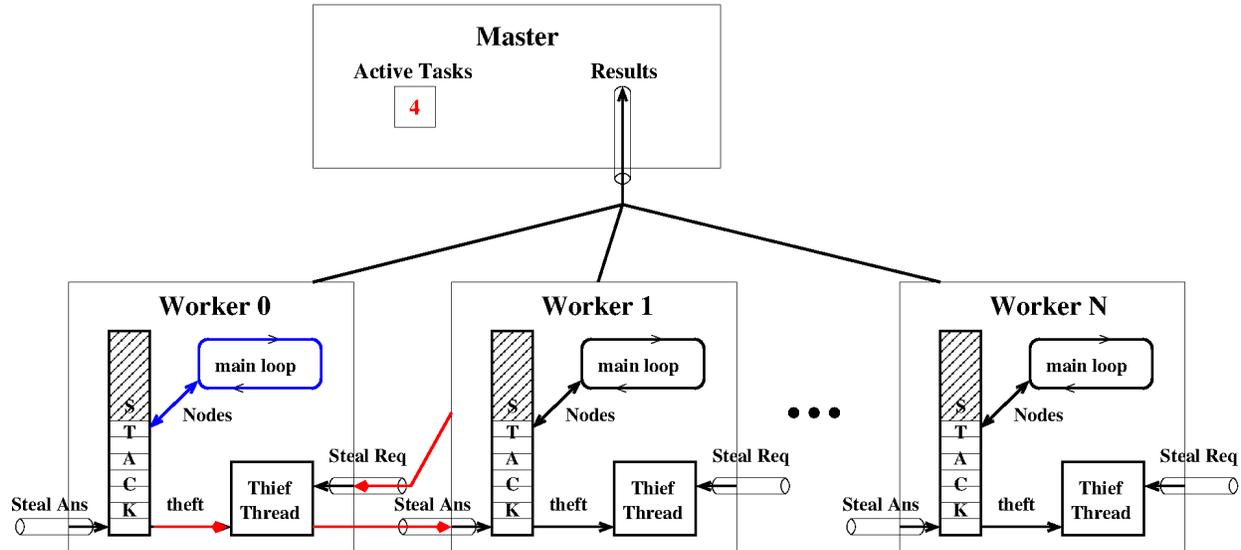 Master
Active Tasks
Results
4
Worker 0
main loop
Nodes
S
T
A
C
K
Steal Req
Steal Ans
theft
Thief
Thread
Worker 1
main loop
Nodes
S
T
A
C
K
Steal Req
Steal Ans
theft
Thief
Thread
Worker N
main loop
Nodes
S
T
A
C
K
Steal Req
Steal Ans
theft
Thief
Thread